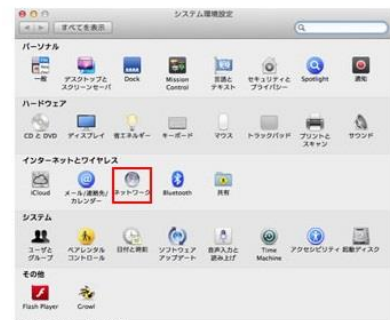 システム環境設定
すべてを表示
パーソナル
一般
デスクトップと
スクリーンセーバ
Dock
Mission
Control
言語と
テキスト
セキュリティと
プライバシー
Spotlight
通知
ハードウェア
CD と DVD
ディスプレイ
省エネルギー
キーボード
マウス
トラックパッド
プリントと
スキャン
サウンド
インターネットとワイヤレス
iCloud
メール/連絡先/
カレンダー
ネットワーク
Bluetooth
共有
システム
ユーザと
グループ
ペアレンタル
コントロール
日付と時刻
ソフトウェア
アップデート
音声入力と
読み上げ
Time
Machine
アクセシビリティ
起動ディスク
その他
Flash Player
Growl